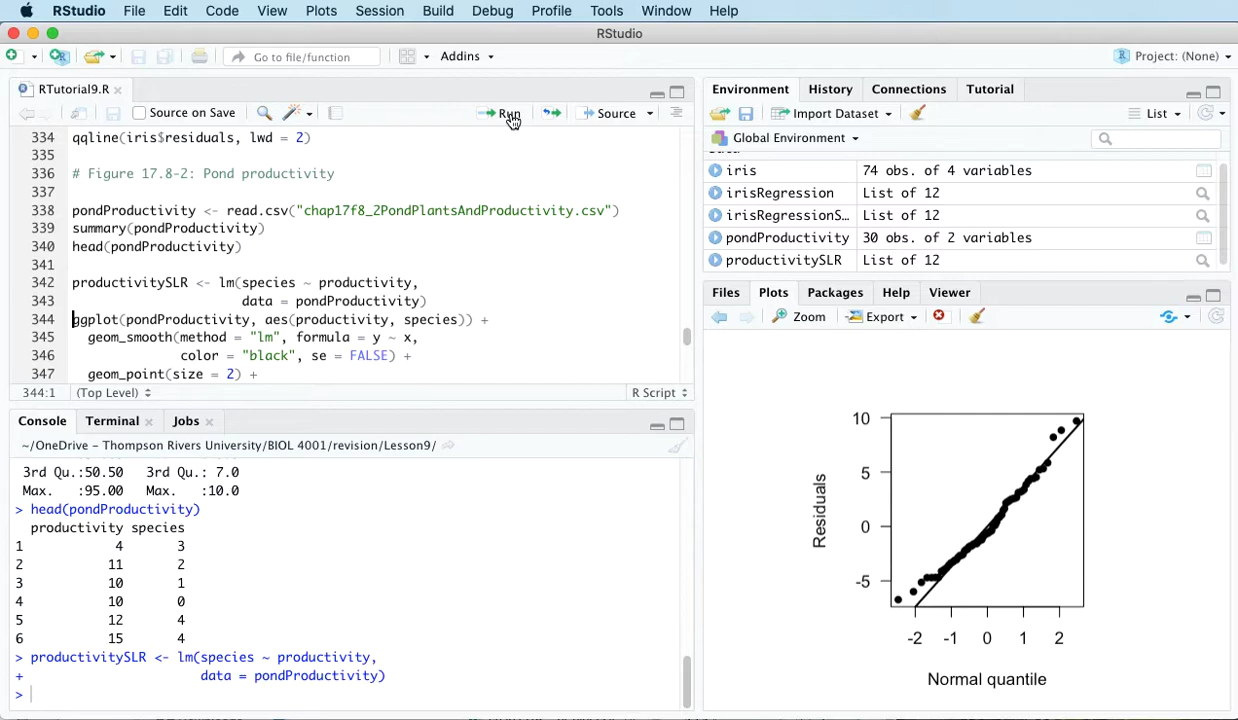 RStudio File Edit Code View Plots Session Build Debug Profile Tools Window Help
RStudio
Go to file/function Addins Project: (None)
RTutorial9.R
Source on Save Run Source
334 qqline(iris$residuals, lwd = 2)
335
336 # Figure 17.8-2: Pond productivity
337
338 pondProductivity <- read.csv("chap17f8_2PondPlantsAndProductivity.csv")
339 summary(pondProductivity)
340 head(pondProductivity)
341
342 productivitySLR <- lm(species ~ productivity,
343 data = pondProductivity)
344 ggplot(pondProductivity, aes(productivity, species)) +
345 geom_smooth(method = "lm", formula = y ~ x,
346 color = "black", se = FALSE) +
347 geom_point(size = 2) +
344:1 (Top Level) R Script
Console Terminal Jobs
~/OneDrive - Thompson Rivers University/BIOL 4001/revision/Lesson9/
3rd Qu.:50.50 3rd Qu.: 7.0
Max. :95.00 Max. :10.0
> head(pondProductivity)
productivity species
1 4 3
2 11 2
3 10 1
4 10 0
5 12 4
6 15 4
> productivitySLR <- lm(species ~ productivity,
+ data = pondProductivity)
>
Environment History Connections Tutorial
Import Dataset List
Global Environment
iris 74 obs. of 4 variables
irisRegression List of 12
irisRegressionS… List of 12
pondProductivity 30 obs. of 2 variables
productivitySLR List of 12
Files Plots Packages Help Viewer
Zoom Export
10
5
0
-5
Residuals
-2 -1 0 1 2
Normal quantile